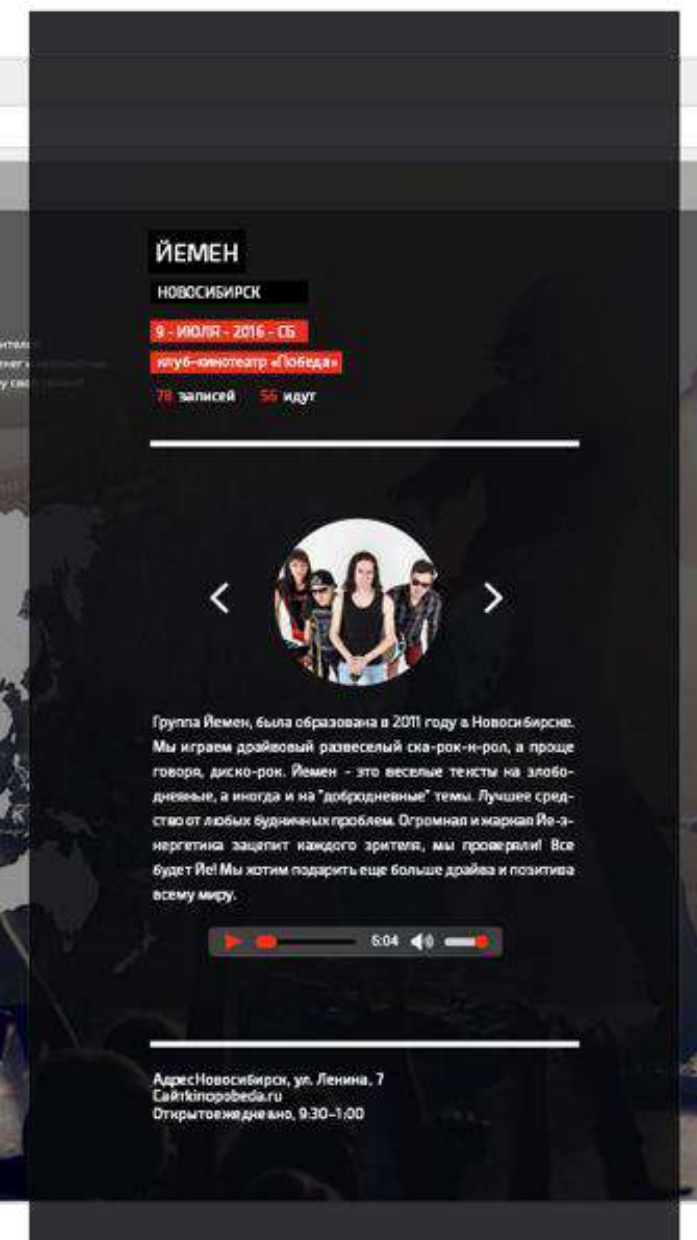 ЙЕМЕН
НОВОСИБИРСК
9 - ИЮЛЯ - 2016 - СБ
клуб-кинотеатр «Победа»
78 записей 56 идут
Группа Йемен, была образована в 2011 году в Новосибирске.
Мы играем драйвовый развеселый ска-рок-н-рол, а проще
говоря, диско-рок. Йемен - это веселые тексты на злобо-
дневные, а иногда и на "добродневные" темы. Лучшее сред-
ство от любых будничных проблем. Огромная и жаркая Йе-э-
нергетика зацепит каждого зрителя, мы проверяли! Все
будет Йе! Мы хотим подарить еще больше драйва и позитива
всему миру.
6:04
АдресНовосибирск, ул. Ленина, 7
Сайтkinopobeda.ru
Открытоежедневно, 9:30-1:00